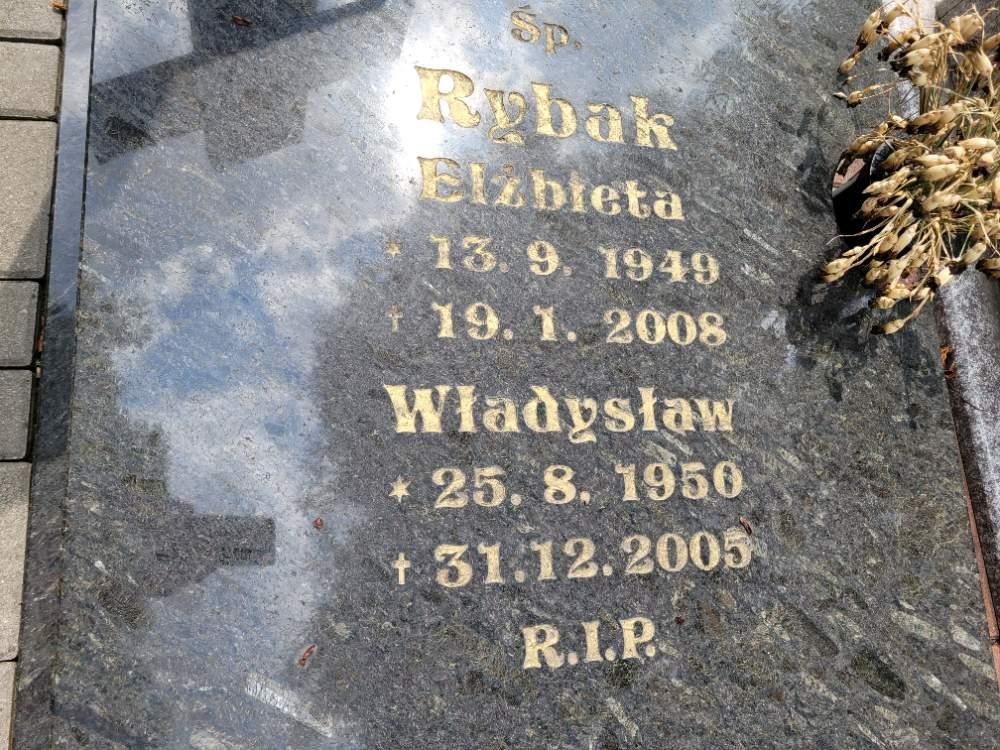 Śp.
Rybak
Elżbieta
* 13. 9. 1949
† 19. 1. 2008
Władysław
* 25. 8. 1950
† 31.12.2005
R.I.P.